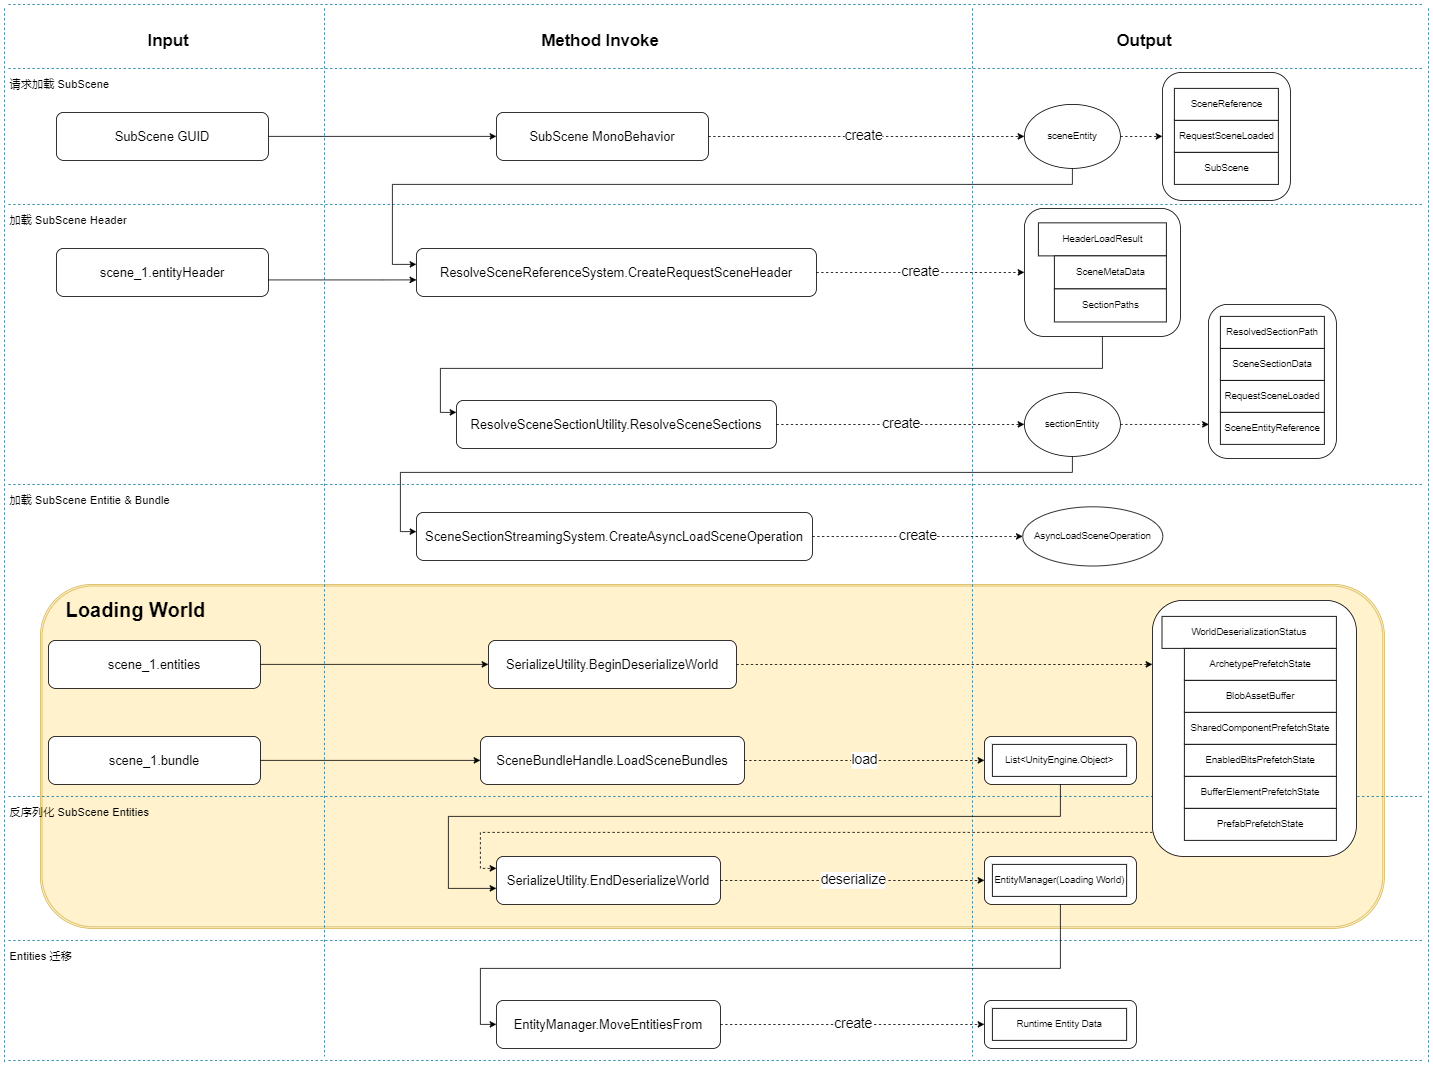 Input
Method Invoke
Output
请求加载 SubScene
SubScene GUID
SubScene MonoBehavior
create
sceneEntity
SceneReference
RequestSceneLoaded
SubScene
加载 SubScene Header
scene_1.entityHeader
ResolveSceneReferenceSystem.CreateRequestSceneHeader
create
HeaderLoadResult
SceneMetaData
SectionPaths
ResolveSceneSectionUtility.ResolveSceneSections
create
sectionEntity
ResolvedSectionPath
SceneSectionData
RequestSceneLoaded
SceneEntityReference
加载 SubScene Entitie & Bundle
SceneSectionStreamingSystem.CreateAsyncLoadSceneOperation
create
AsyncLoadSceneOperation
Loading World
scene_1.entities
SerializeUtility.BeginDeserializeWorld
WorldDeserializationStatus
ArchetypePrefetchState
BlobAssetBuffer
SharedComponentPrefetchState
EnabledBitsPrefetchState
BufferElementPrefetchState
PrefabPrefetchState
scene_1.bundle
SceneBundleHandle.LoadSceneBundles
load
List<UnityEngine.Object>
反序列化 SubScene Entities
SerializeUtility.EndDeserializeWorld
deserialize
EntityManager(Loading World)
Entities 迁移
EntityManager.MoveEntitiesFrom
create
Runtime Entity Data